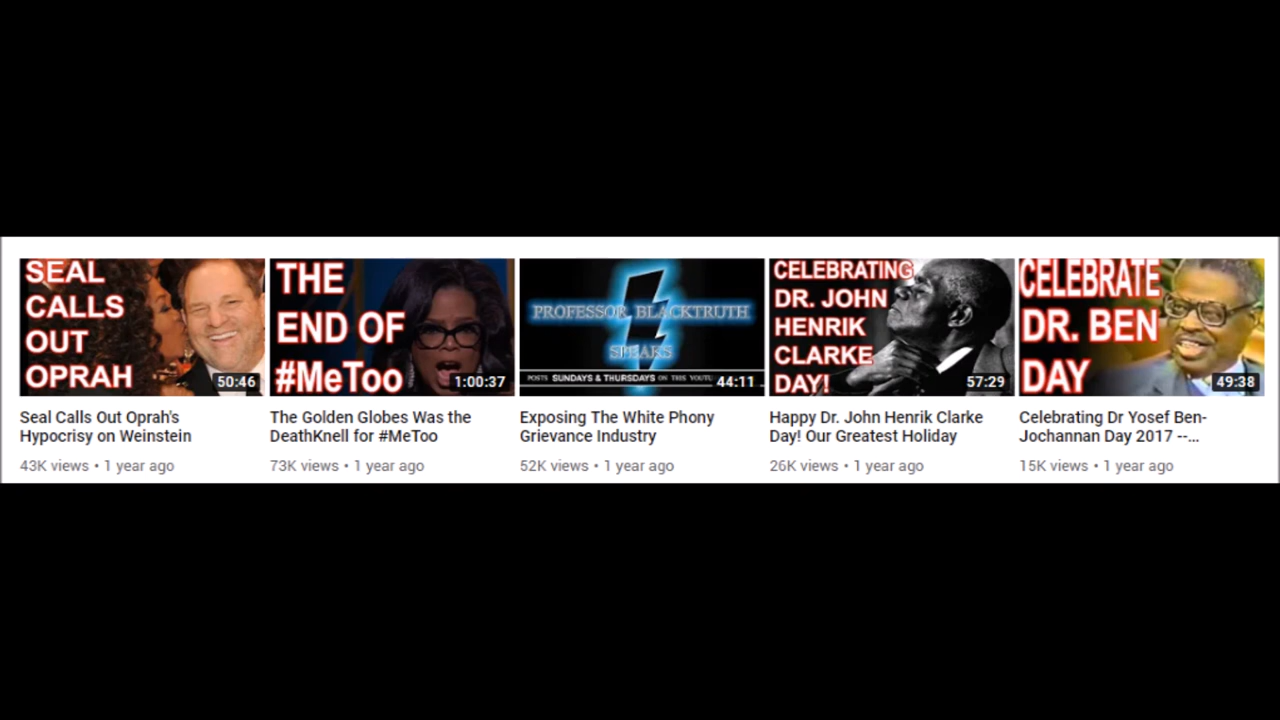 SEAL
CALLS
OUT
OPRAH
50:46
Seal Calls Out Oprah's
Hypocrisy on Weinstein
43K views • 1 year ago
THE
END OF
#MeToo
1:00:37
The Golden Globes Was the
DeathKnell for #MeToo
73K views • 1 year ago
PROFESSOR BLACKTRUTH
SPEAKS
POSTS SUNDAYS & THURSDAYS ON THIS YOUTU
44:11
Exposing The White Phony
Grievance Industry
52K views • 1 year ago
CELEBRATING
DR. JOHN
HENRIK
CLARKE
DAY!
57:29
Happy Dr. John Henrik Clarke
Day! Our Greatest Holiday
26K views • 1 year ago
CELEBRATE
DR. BEN
DAY
49:38
Celebrating Dr Yosef Ben-
Jochannan Day 2017 --...
15K views • 1 year ago